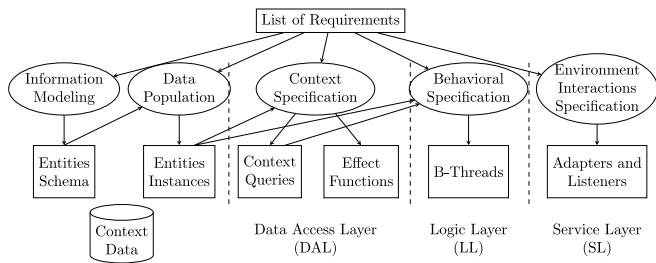 List of Requirements
Information
Modeling
Data
Population
Context
Specification
Behavioral
Specification
Environment
Interactions
Specification
Entities
Schema
Entities
Instances
Context
Queries
Effect
Functions
B-Threads
Adapters and
Listeners
Context
Data
Data Access Layer
(DAL)
Logic Layer
(LL)
Service Layer
(SL)